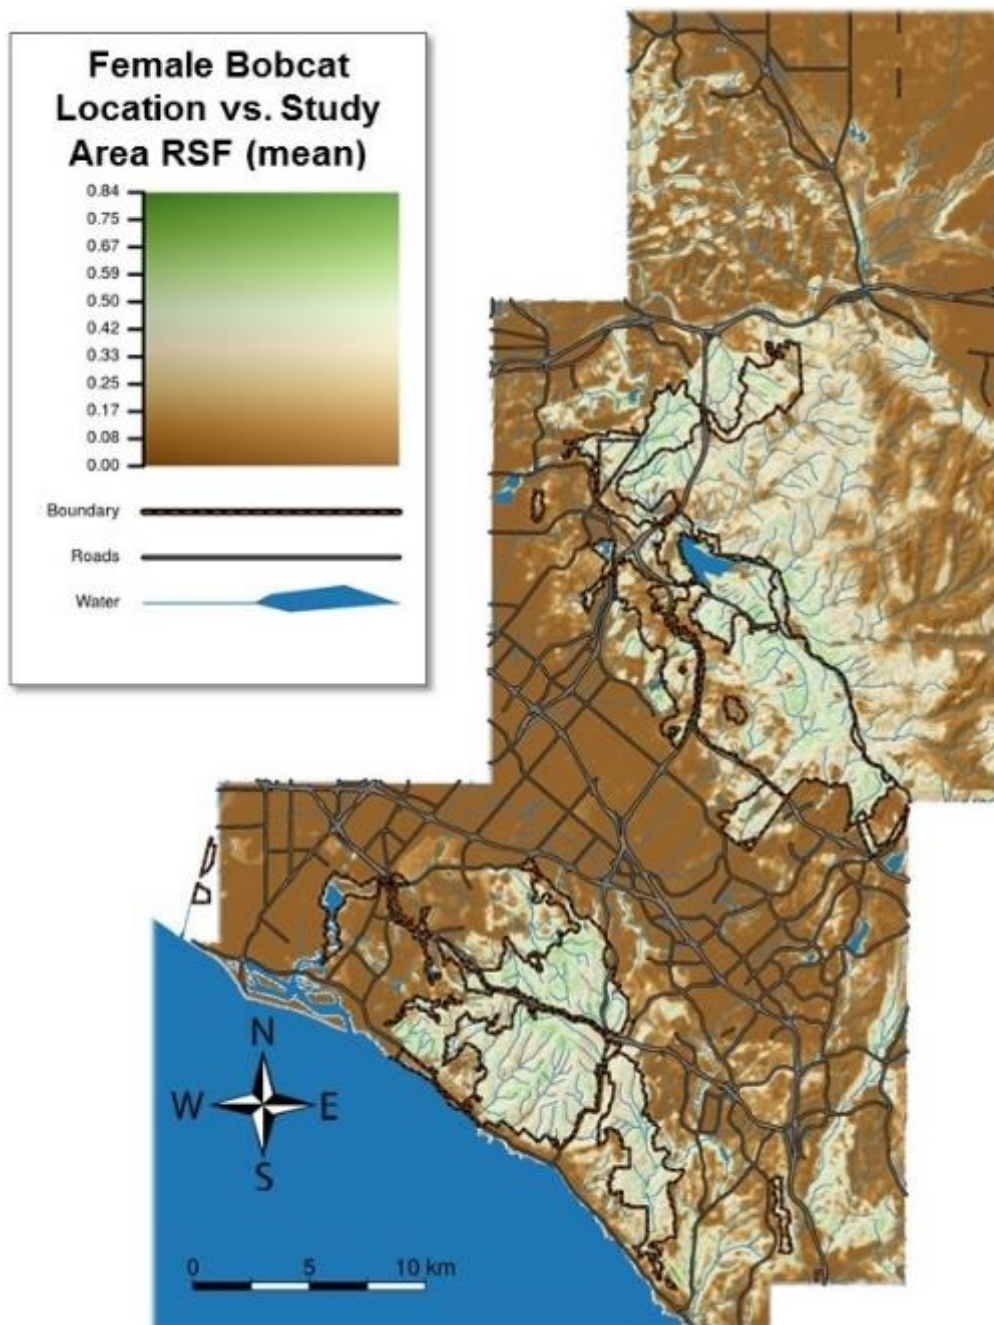 Female Bobcat
Location vs. Study
Area RSF (mean)
0.84
0.75
0.67
0.59
0.50
0.42
0.33
0.25
0.17
0.08
0.00
Boundary
Roads
Water
N
W E
S
0 5 10 km